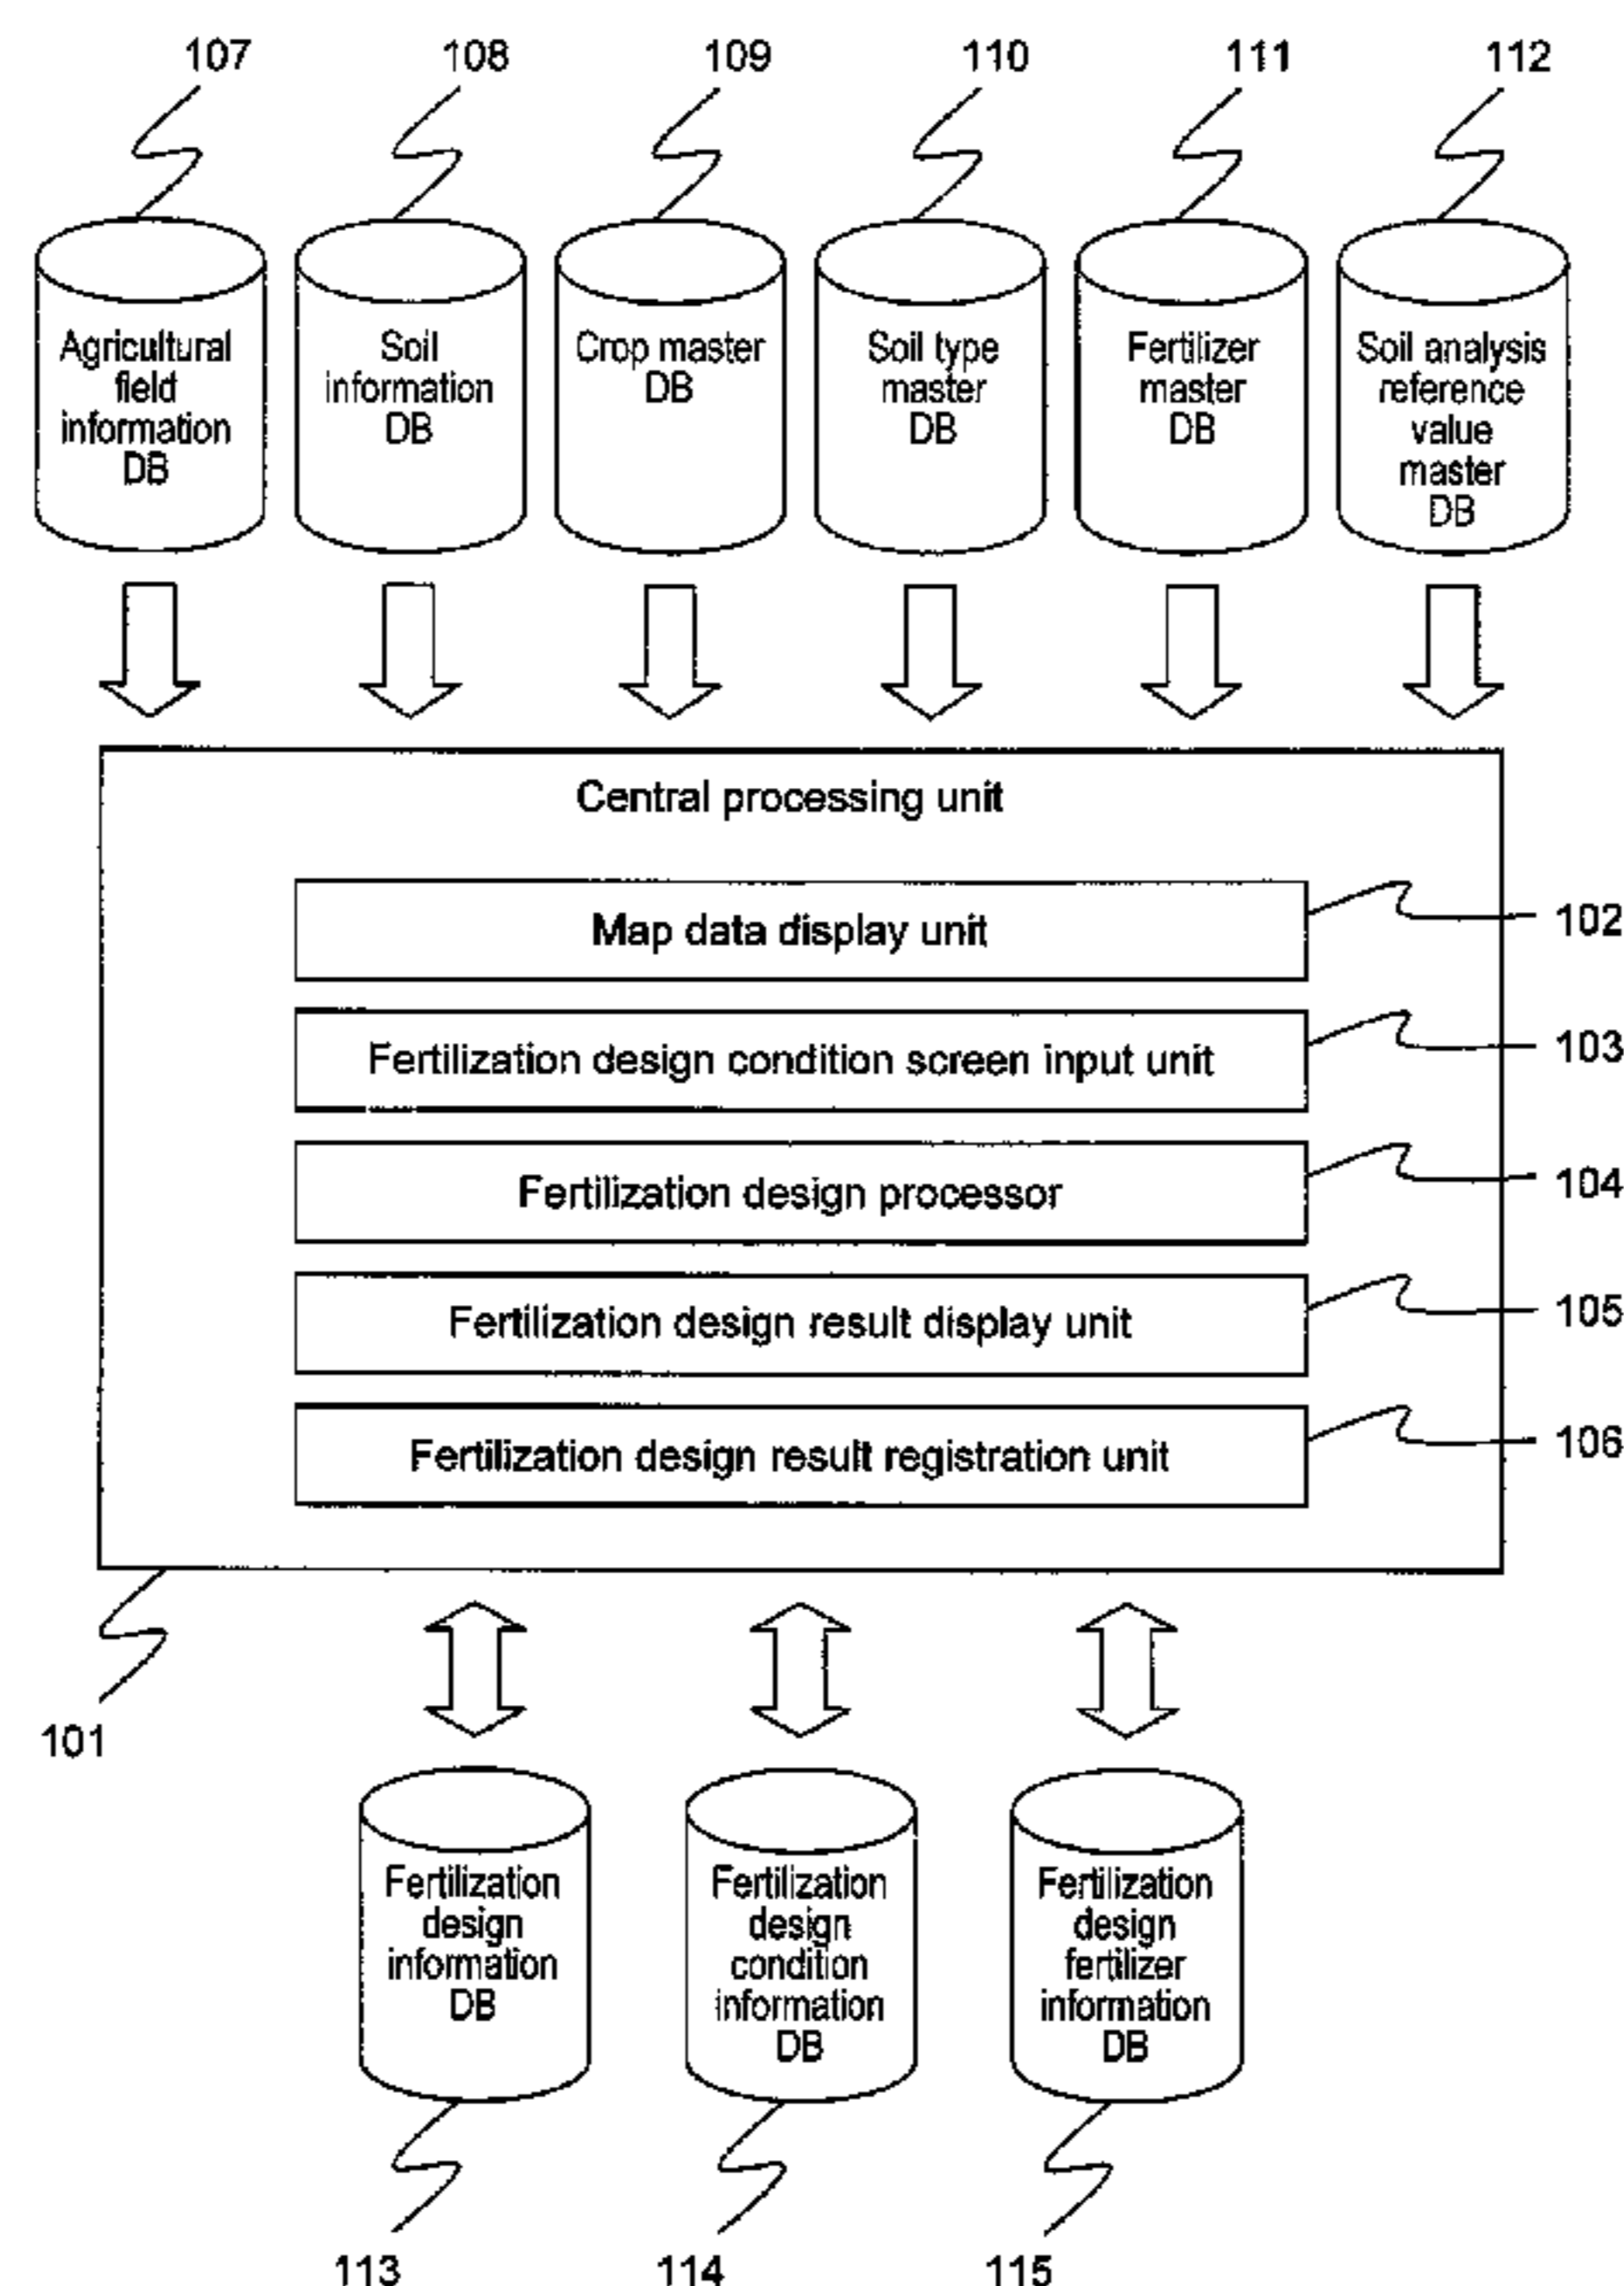 107
108
109
110
111
112
Agricultural
field
information
DB
Soil
information
DB
Crop master
DB
Soil type
master
DB
Fertilizer
master
DB
Soil analysis
reference
value
master
DB
Central processing unit
Map data display unit
102
Fertilization design condition screen input unit
103
Fertilization design processor
104
Fertilization design result display unit
105
Fertilization design result registration unit
106
101
Fertilization
design
information
DB
Fertilization
design
condition
information
DB
Fertilization
design
fertilizer
information
DB
113
114
115